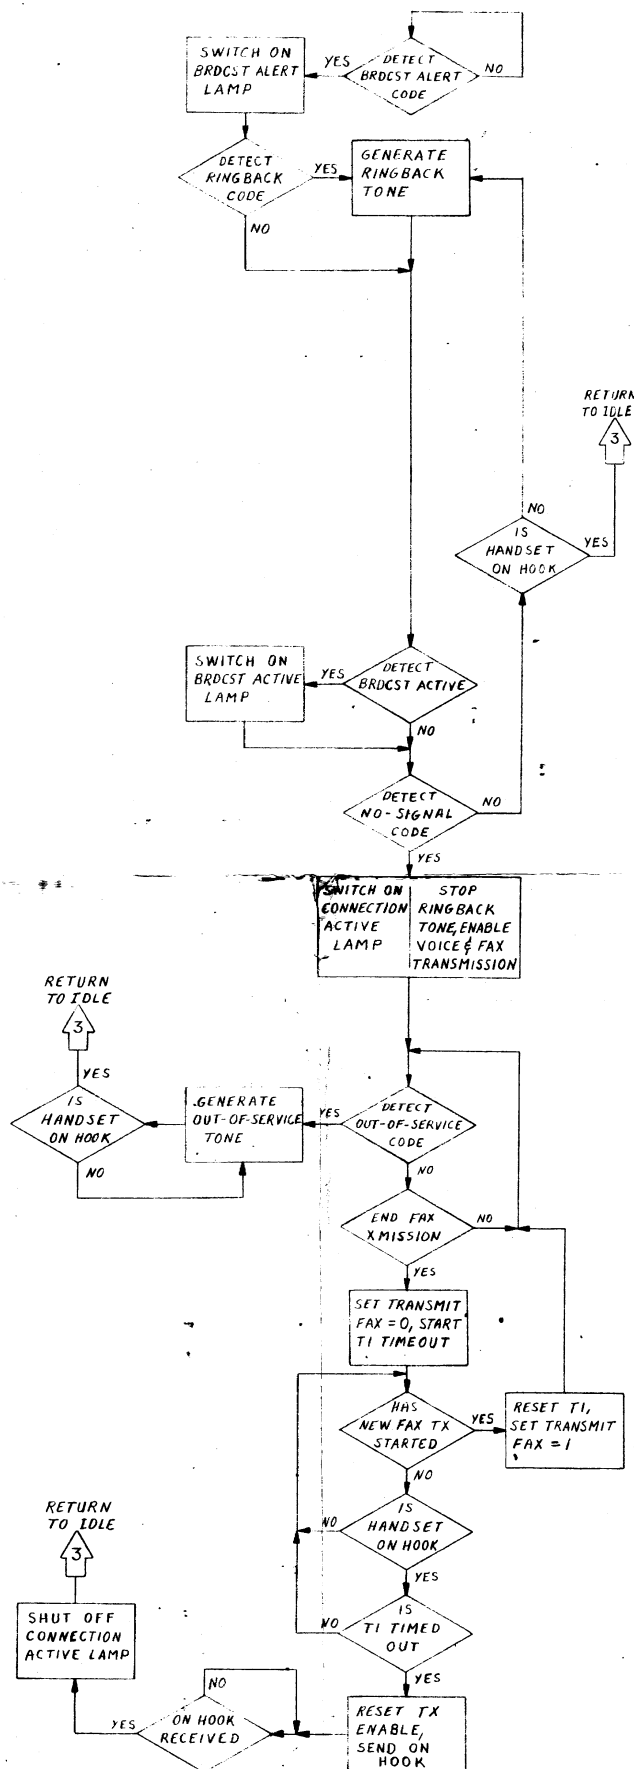 SWITCH ON
BRDCST ALERT
LAMP
YES
DETECT
BRDCST ALERT
CODE
NO
DETECT
RINGBACK
CODE
YES
GENERATE
RINGBACK
TONE
NO
RETURN
TO IDLE
3
NO
IS
HANDSET
ON HOOK
YES
SWITCH ON
BRDCST ACTIVE
LAMP
YES
DETECT
BRDCST ACTIVE
NO
DETECT
NO-SIGNAL
CODE
NO
YES
SWITCH ON
CONNECTION
ACTIVE
LAMP
STOP
RINGBACK
TONE, ENABLE
VOICE & FAX
TRANSMISSION
RETURN
TO IDLE
3
YES
IS
HANDSET
ON HOOK
NO
GENERATE
OUT-OF-SERVICE
TONE
YES
DETECT
OUT-OF-SERVICE
CODE
NO
END FAX
XMISSION
NO
YES
SET TRANSMIT
FAX = 0, START
T1 TIMEOUT
HAS
NEW FAX TX
STARTED
YES
RESET T1,
SET TRANSMIT
FAX = 1
NO
IS
HANDSET
ON HOOK
NO
YES
IS
T1 TIMED
OUT
NO
YES
RETURN
TO IDLE
3
SHUT OFF
CONNECTION
ACTIVE LAMP
YES
NO
ON HOOK
RECEIVED
RESET TX
ENABLE,
SEND ON
HOOK